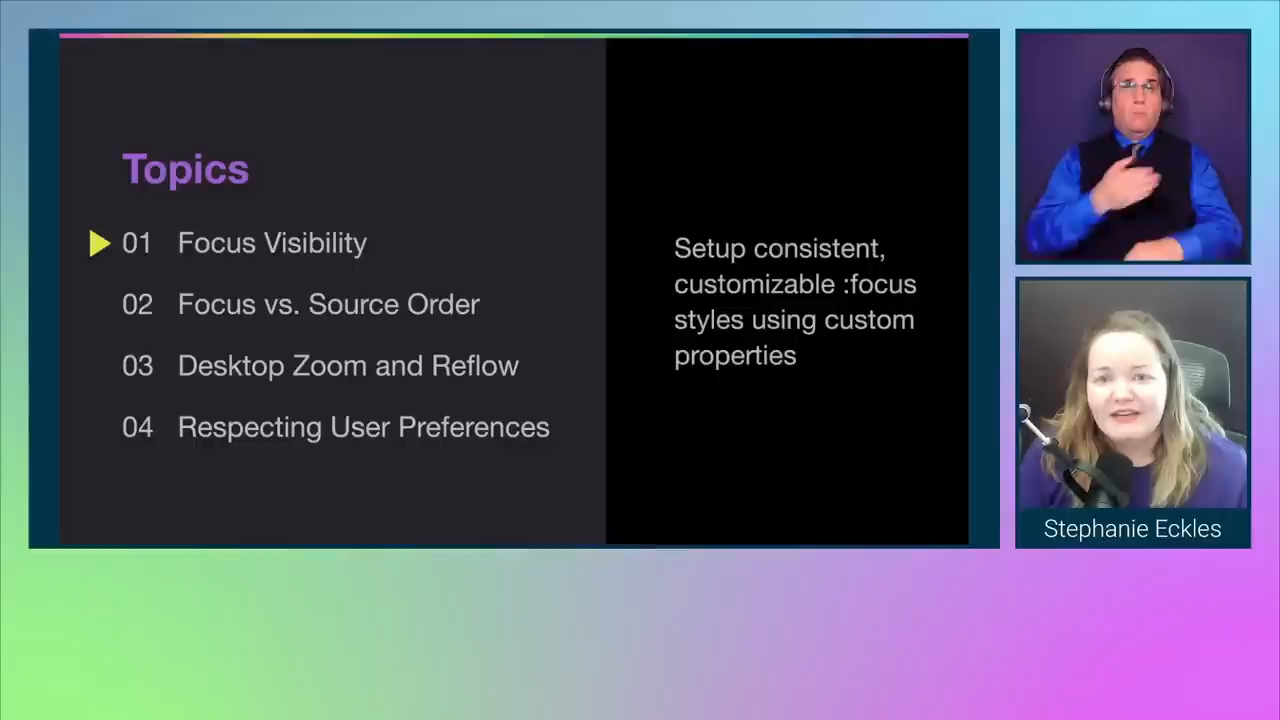 Topics
01 Focus Visibility
02 Focus vs. Source Order
03 Desktop Zoom and Reflow
04 Respecting User Preferences
Setup consistent,
customizable :focus
styles using custom
properties
Stephanie Eckles